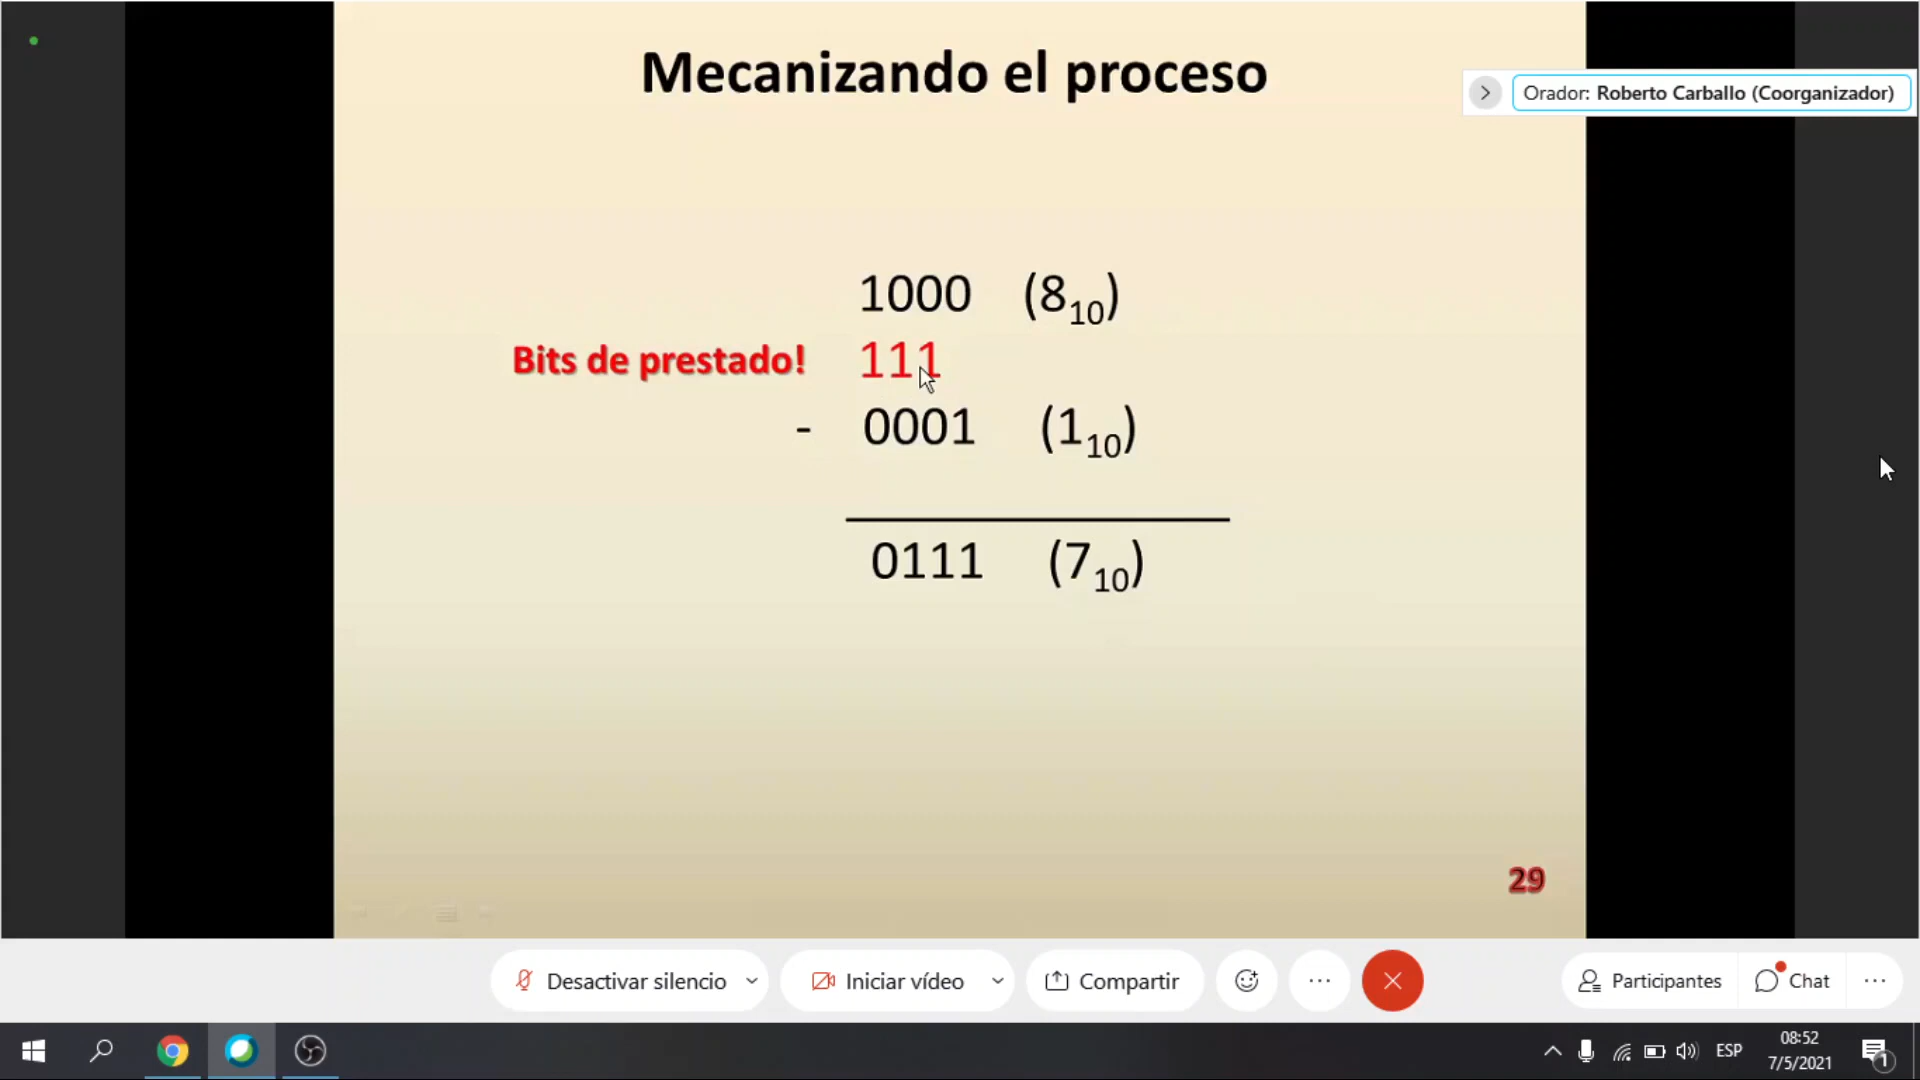 Mecanizando el proceso
Orador: Roberto Carballo (Coorganizador)
1000 (8₁₀)
Bits de prestado! 111
- 0001 (1₁₀)
0111 (7₁₀)
29
Desactivar silencio
Iniciar vídeo
Compartir
Participantes
Chat
ESP
08:52
7/5/2021
1